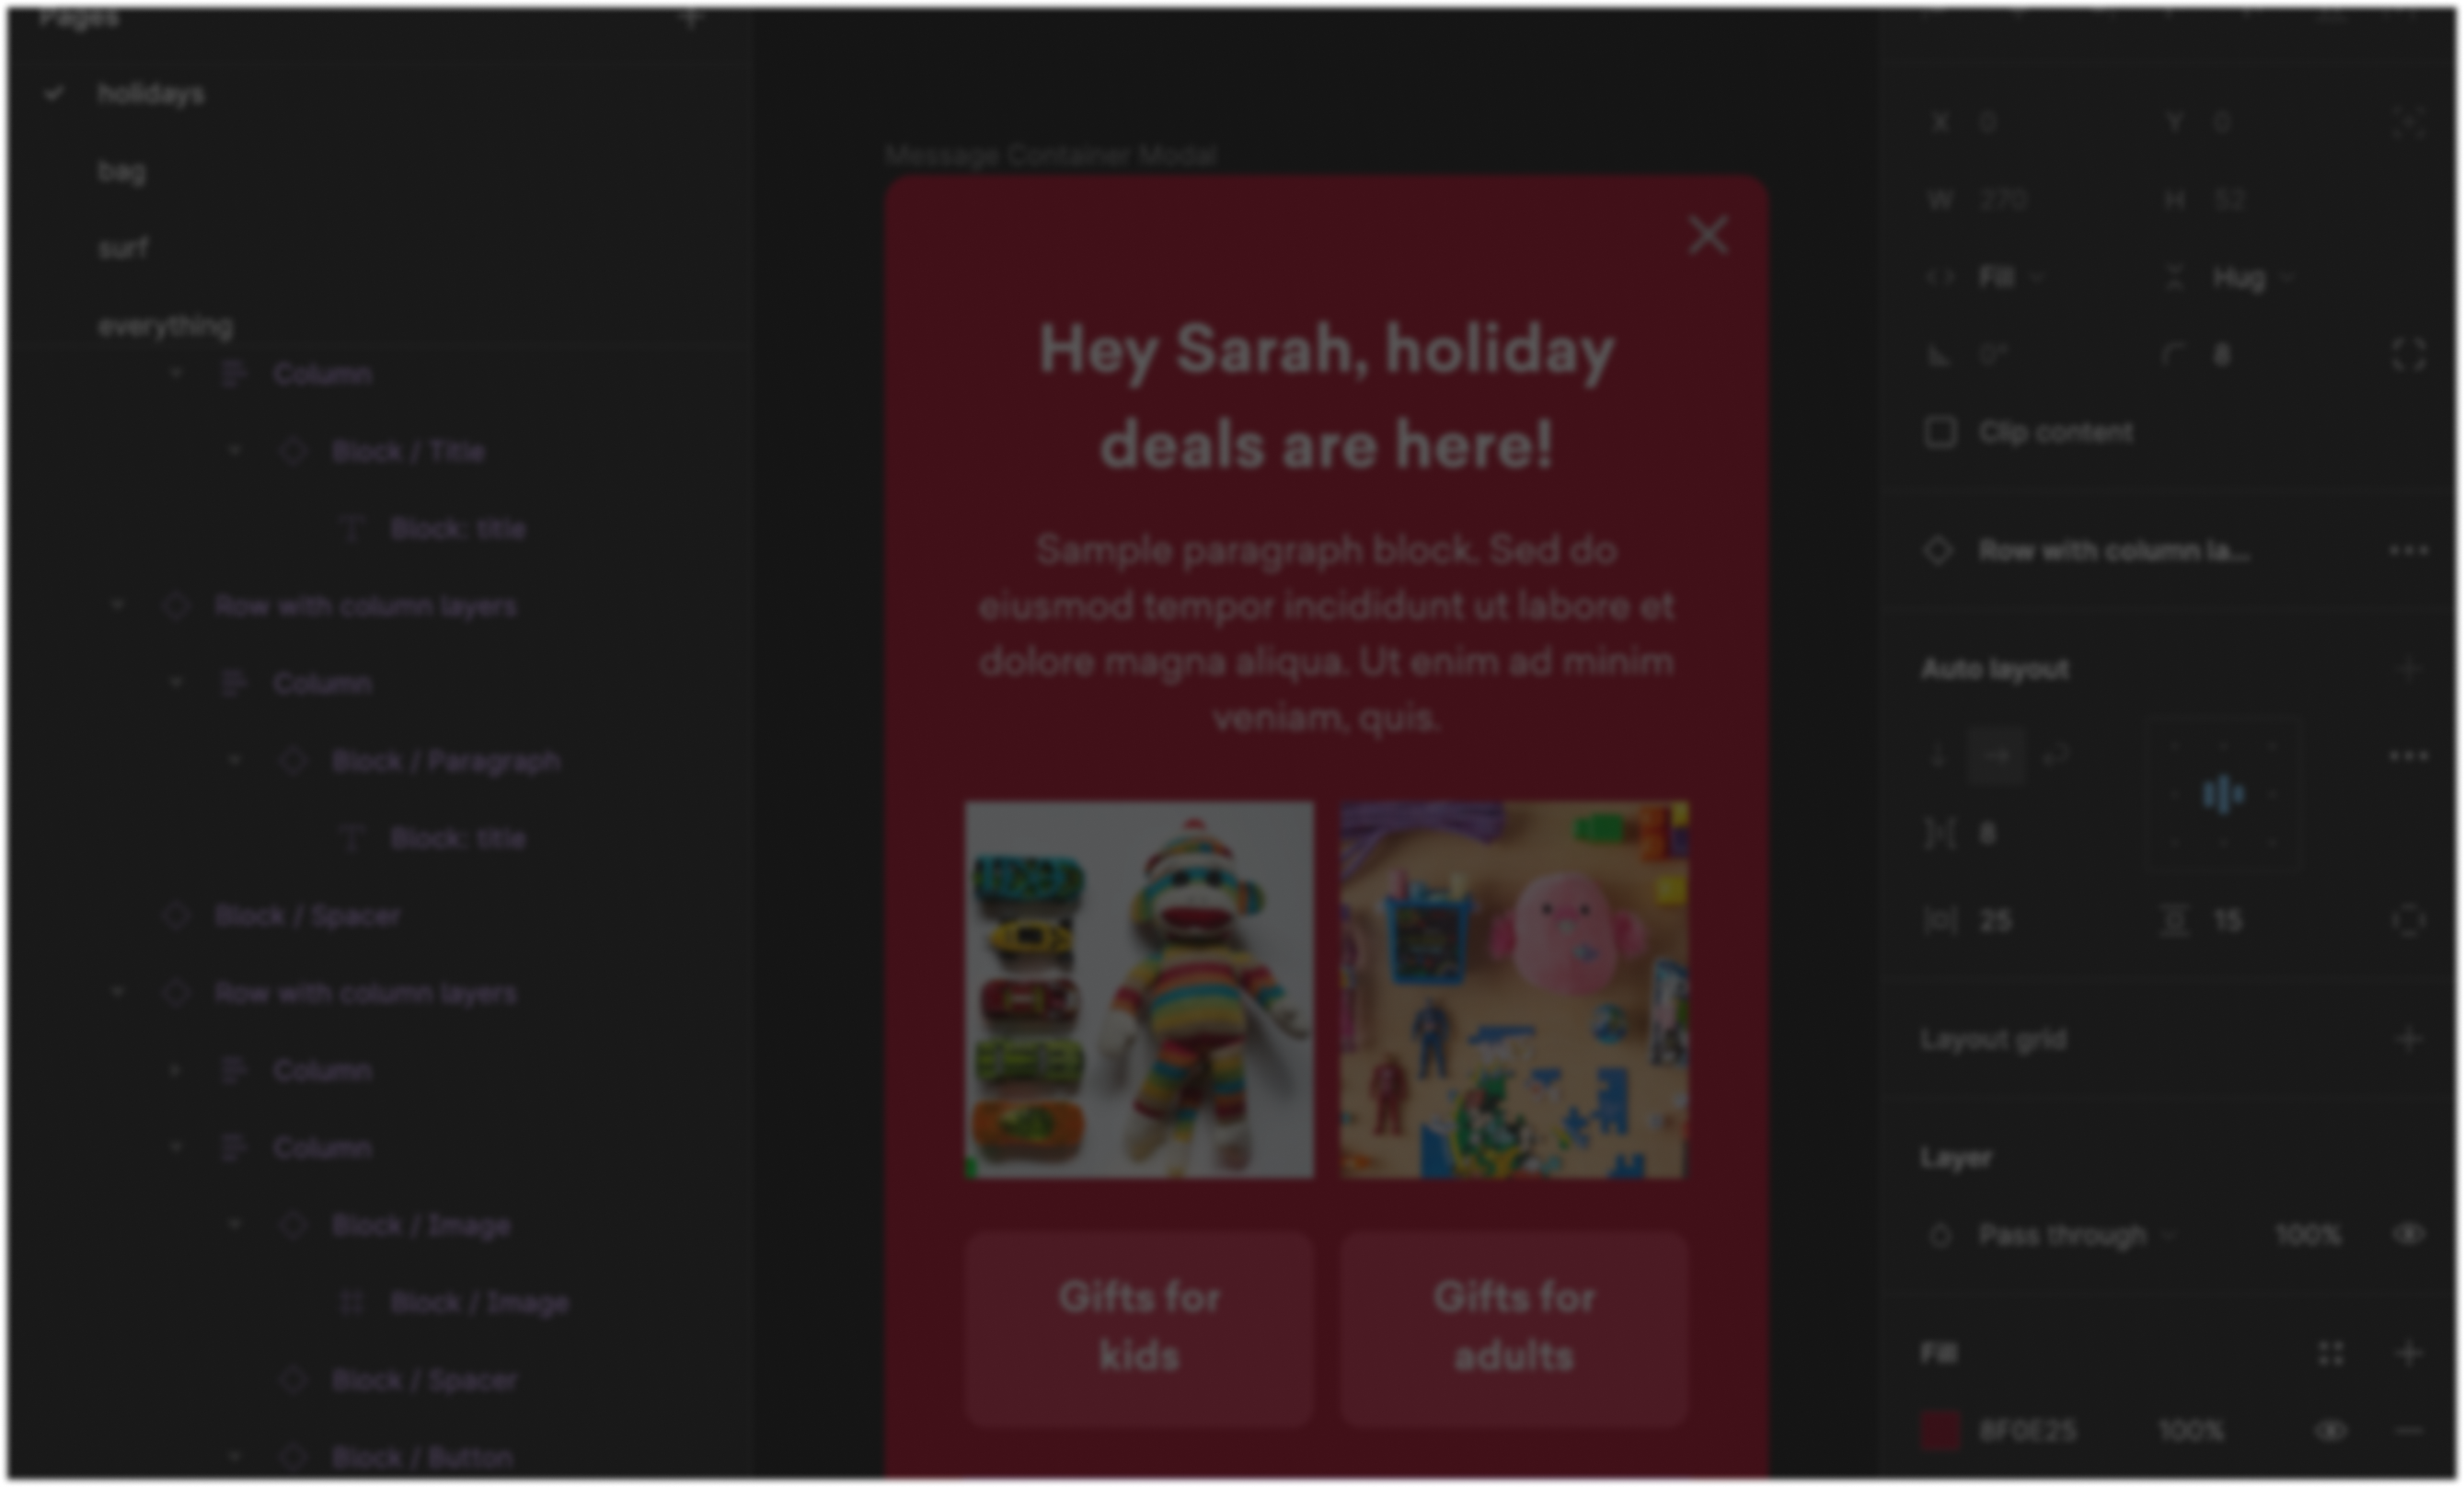 Pages
holidays
bag
surf
everything
Column
Block / Title
Block: title
Row with column layers
Column
Block / Paragraph
Block: title
Block / Spacer
Row with column layers
Column
Column
Block / Image
Block / Image
Block / Spacer
Block / Button
Message Container Modal
Hey Sarah, holiday
deals are here!
Sample paragraph block. Sed do
eiusmod tempor incididunt ut labore et
dolore magna aliqua. Ut enim ad minim
veniam, quis.
Gifts for
kids
Gifts for
adults
X 0 Y 0
W 270 H 52
Fill Hug
0° 8
Clip content
Row with column la...
Auto layout
8
25 15
Layout grid
Layer
Pass through 100%
Fill
8F0E25 100%